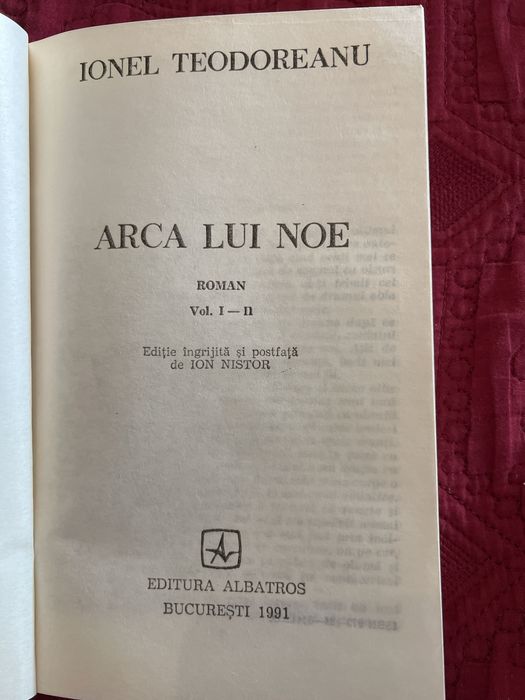 IONEL TEODOREANU
ARCA LUI NOE
ROMAN
Vol. I — II
Ediție îngrijită și postfață
de ION NISTOR
EDITURA ALBATROS
BUCUREȘTI 1991